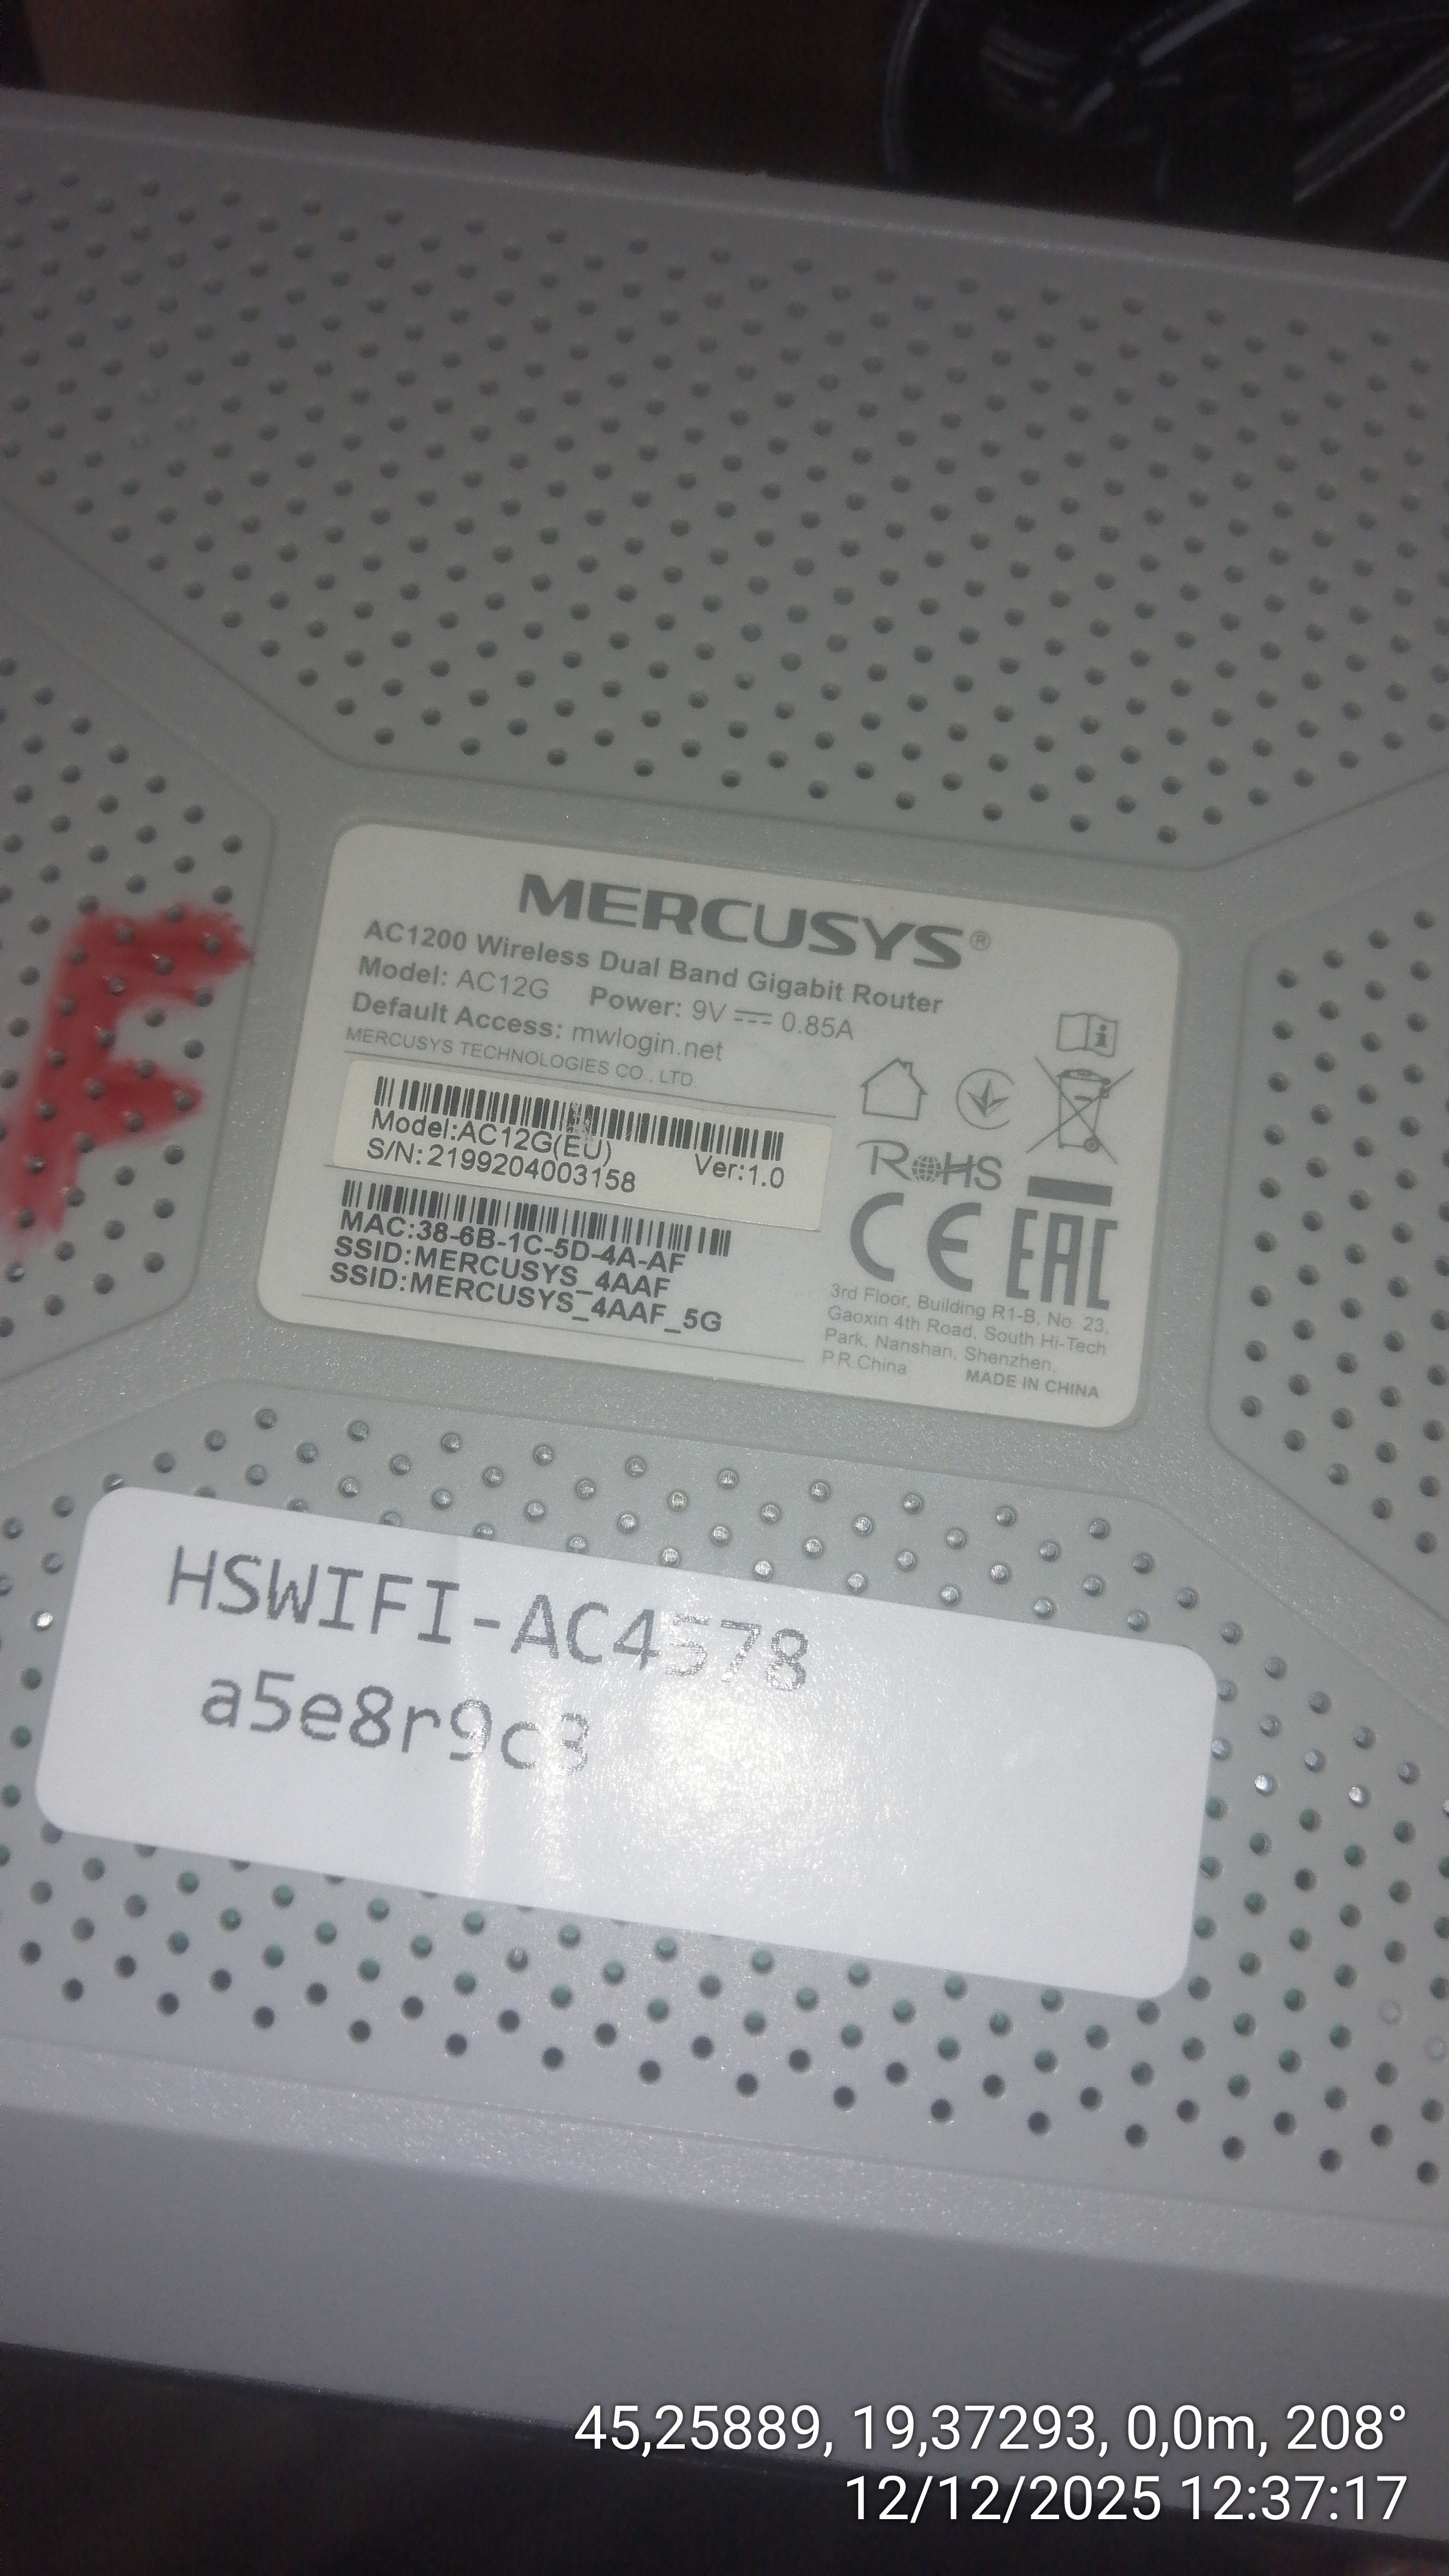 F
MERCUSYS®
AC1200 Wireless Dual Band Gigabit Router
Model: AC12G Power: 9V 0.85A
Default Access: mwlogin.net
MERCUSYS TECHNOLOGIES CO., LTD
Model:AC12G(EU) Ver:1.0
S/N:2199204003158
MAC:38-6B-1C-5D-4A-AF
SSID:MERCUSYS_4AAF
SSID:MERCUSYS_4AAF_5G
RoHS
CE EAC
3rd Floor, Building R1-B, No. 23,
Gaoxin 4th Road, South Hi-Tech
Park, Nanshan, Shenzhen,
P.R.China MADE IN CHINA
HSWIFI-AC4578
a5e8r9c3
45,25889, 19,37293, 0,0m, 208°
12/12/2025 12:37:17